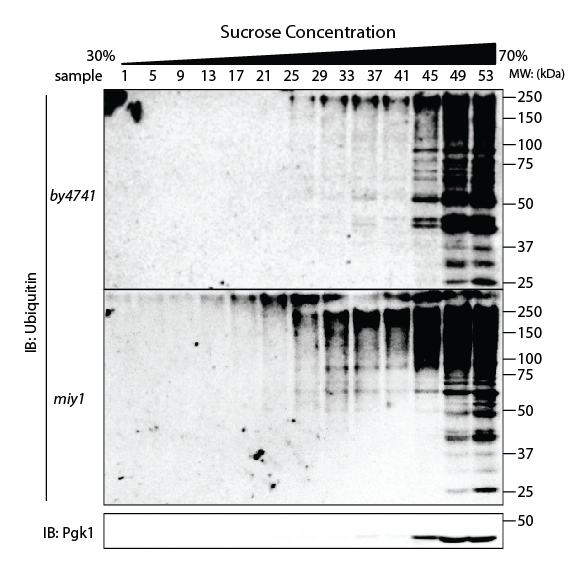 Sucrose Concentration
30% 70%
sample 1 5 9 13 17 21 25 29 33 37 41 45 49 53 MW: (kDa)
250
150
100
75
by4741
50
37
25
IB: Ubiquitin
250
150
100
75
miy1
50
37
25
50
IB: Pgk1